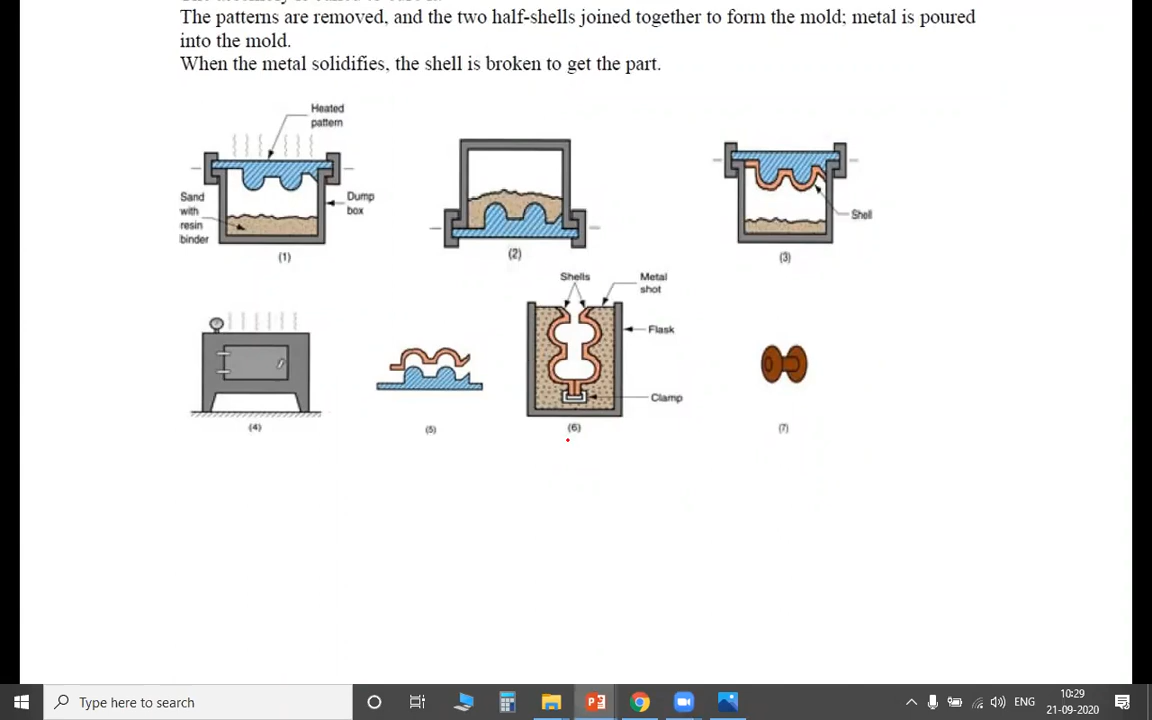 The patterns are removed, and the two half-shells joined together to form the mold; metal is poured
into the mold.
When the metal solidifies, the shell is broken to get the part.
Heated
pattern
Sand
with
resin
binder
Dump
box
(1)
(2)
Shell
(3)
(4)
(5)
Shells
Metal
shot
Flask
Clamp
(6)
(7)
Type here to search
ENG
10:29
21-09-2020